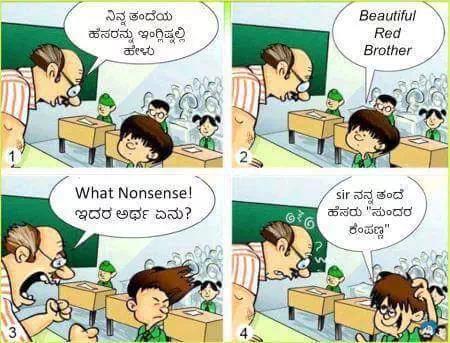 ನಿನ್ನ ತಂದೆಯ
ಹೆಸರನ್ನು ಇಂಗ್ಲಿಷ್ನಲ್ಲಿ
ಹೇಳು
1
Beautiful
Red
Brother
2
What Nonsense!
ಇದರ ಅರ್ಥ ಏನು?
3
sir ನನ್ನ ತಂದೆ
ಹೆಸರು "ಸುಂದರ
ಕೆಂಪಣ್ಣ"
?
4